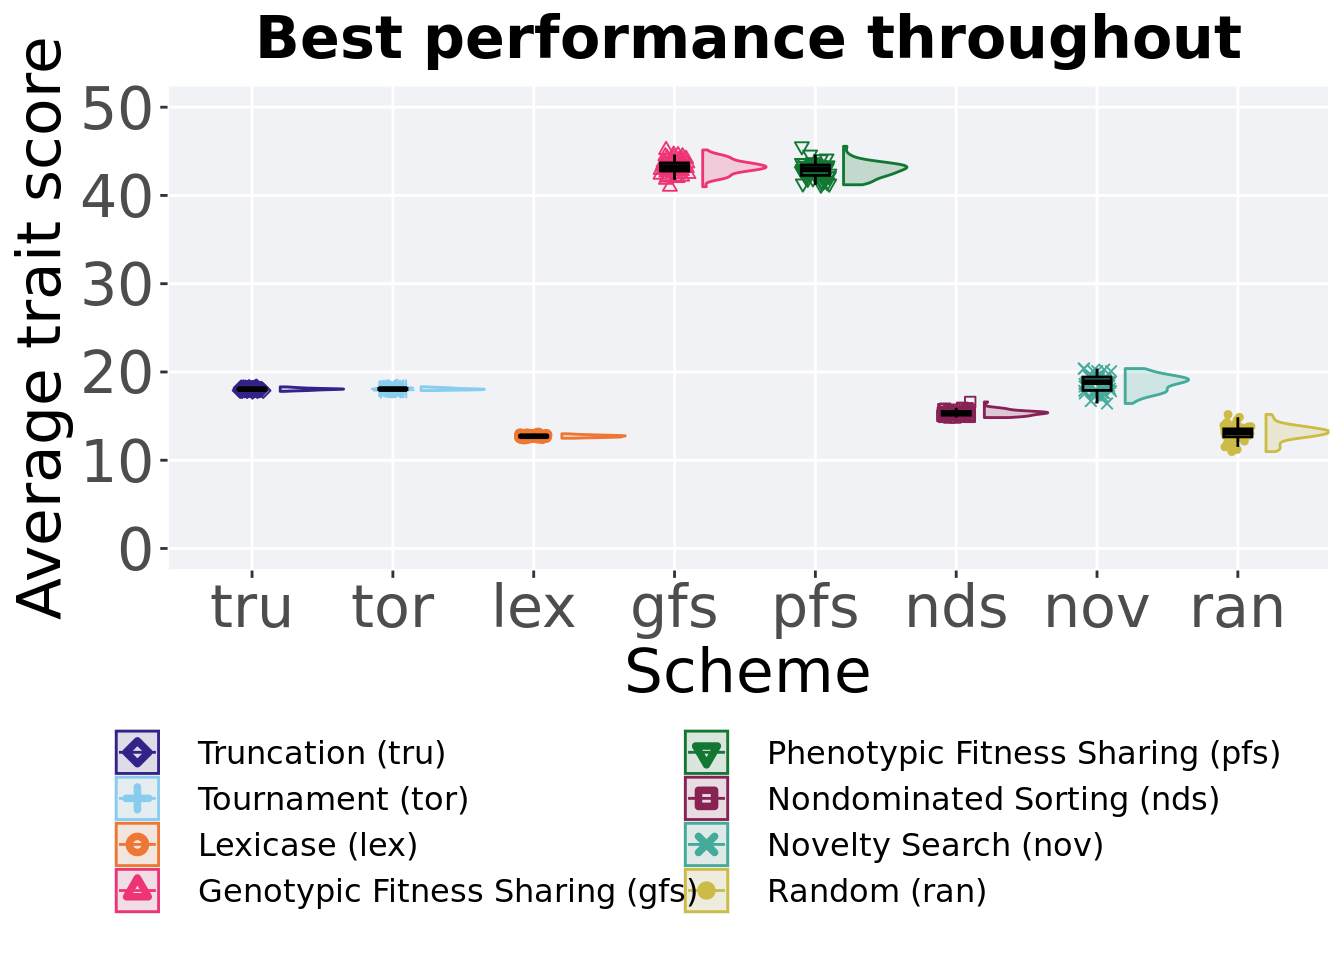 Best performance throughout
Average trait score
50
40
30
20
10
0
tru tor lex gfs pfs nds nov ran
Scheme
Truncation (tru)
Tournament (tor)
Lexicase (lex)
Genotypic Fitness Sharing (gfs)
Phenotypic Fitness Sharing (pfs)
Nondominated Sorting (nds)
Novelty Search (nov)
Random (ran)